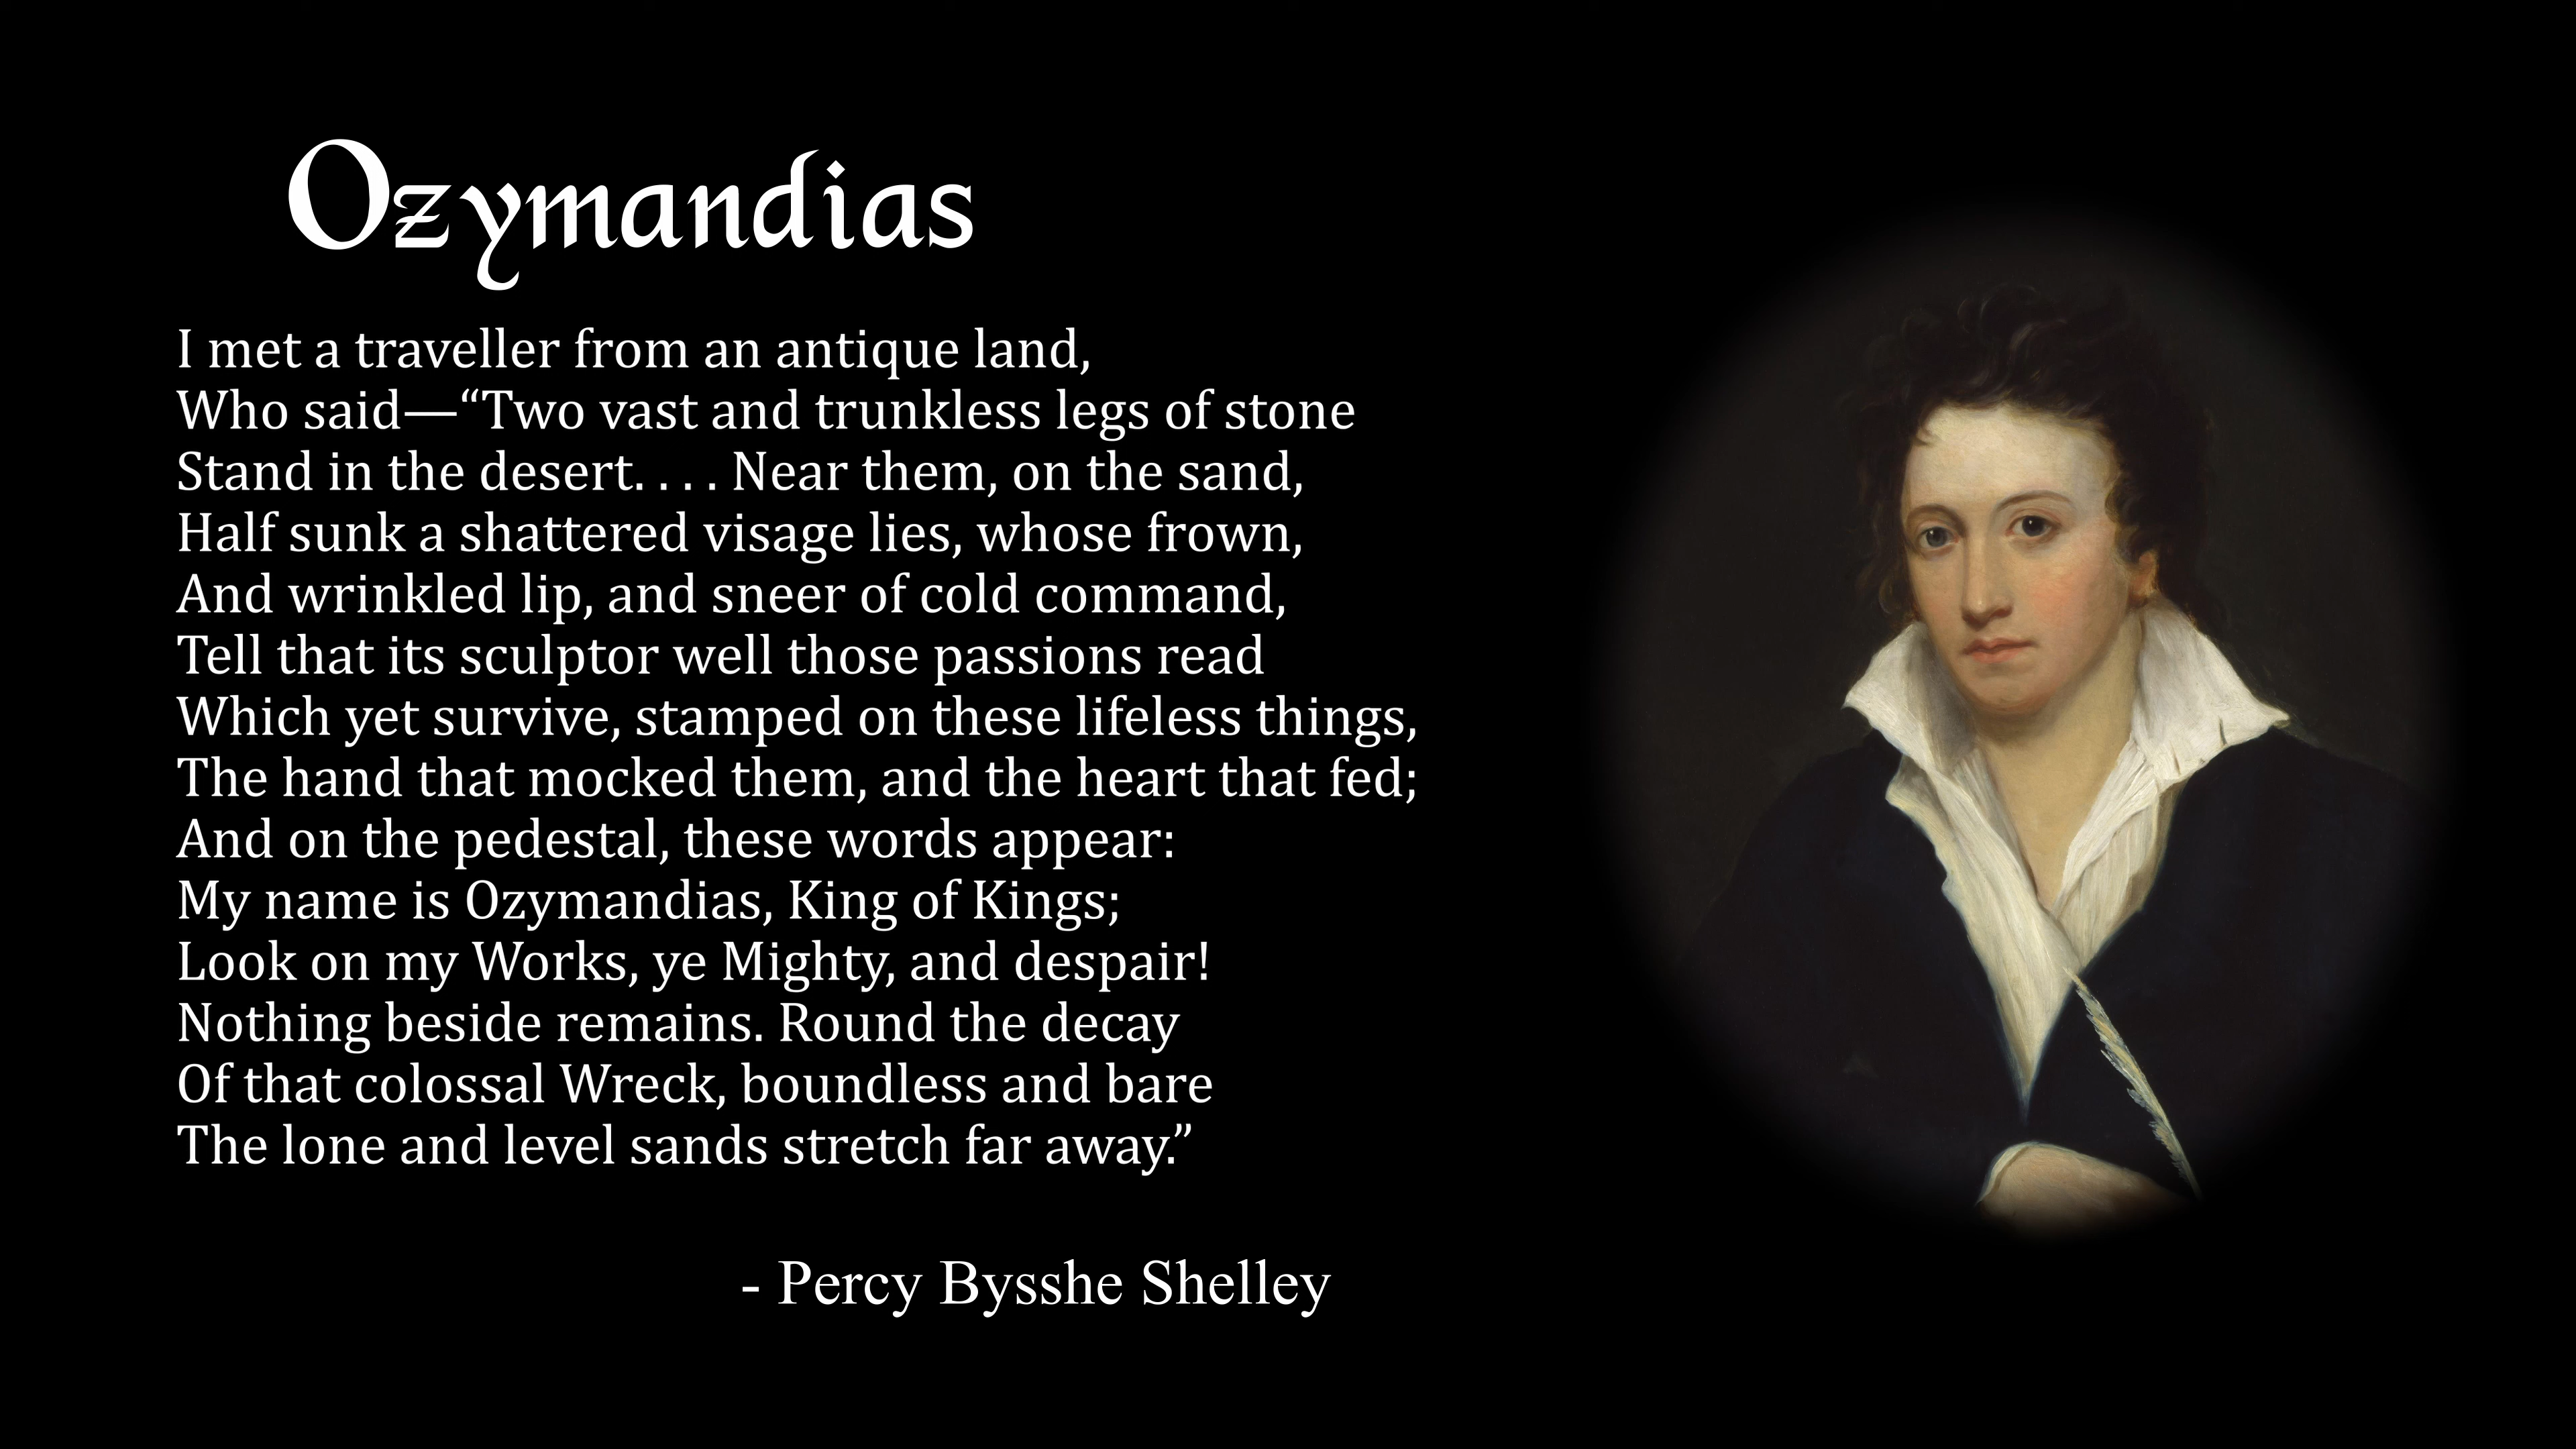 Ozymandias
I met a traveller from an antique land,
Who said—“Two vast and trunkless legs of stone
Stand in the desert. . . . Near them, on the sand,
Half sunk a shattered visage lies, whose frown,
And wrinkled lip, and sneer of cold command,
Tell that its sculptor well those passions read
Which yet survive, stamped on these lifeless things,
The hand that mocked them, and the heart that fed;
And on the pedestal, these words appear:
My name is Ozymandias, King of Kings;
Look on my Works, ye Mighty, and despair!
Nothing beside remains. Round the decay
Of that colossal Wreck, boundless and bare
The lone and level sands stretch far away.”
- Percy Bysshe Shelley